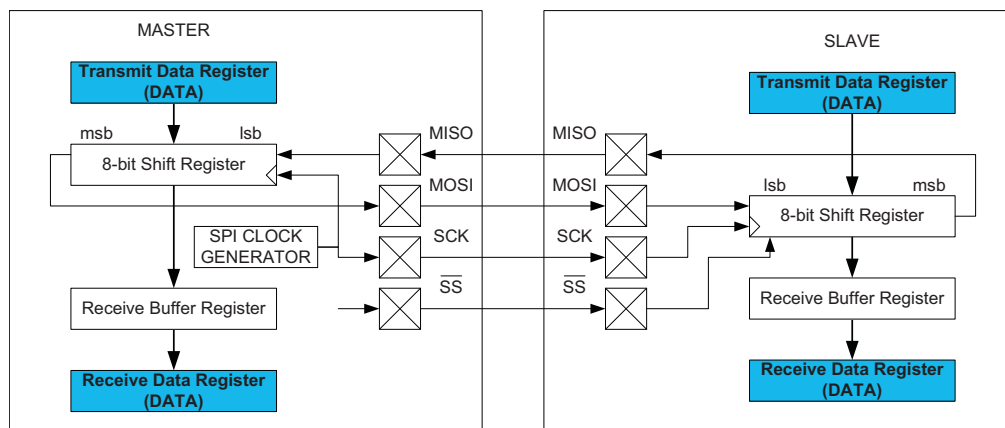 MASTER
Transmit Data Register
(DATA)
msb
lsb
8-bit Shift Register
SPI CLOCK
GENERATOR
Receive Buffer Register
Receive Data Register
(DATA)
MISO
MOSI
SCK
SS
SLAVE
MISO
MOSI
SCK
SS
Transmit Data Register
(DATA)
lsb
msb
8-bit Shift Register
Receive Buffer Register
Receive Data Register
(DATA)